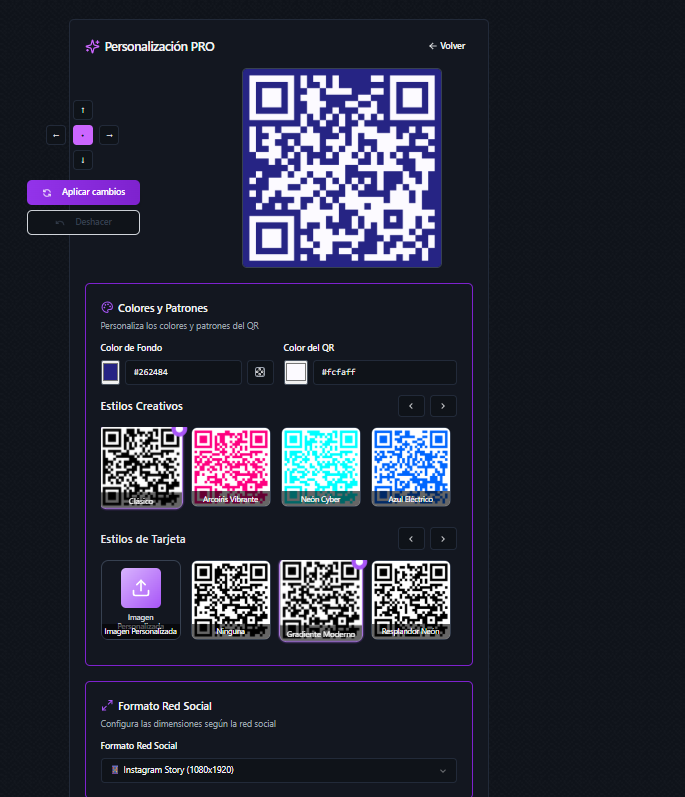 Personalización PRO
← Volver
↑
← · →
↓
Aplicar cambios
Deshacer
Colores y Patrones
Personaliza los colores y patrones del QR
Color de Fondo
Color del QR
#262484
#fcfaff
Estilos Creativos
Clásico
Arcoíris Vibrante
Neón Cyber
Azul Eléctrico
Estilos de Tarjeta
Imagen
Personalizada
Imagen Personalizada
Ninguna
Gradiente Moderno
Resplandor Neón
Formato Red Social
Configura las dimensiones según la red social
Formato Red Social
Instagram Story (1080x1920)